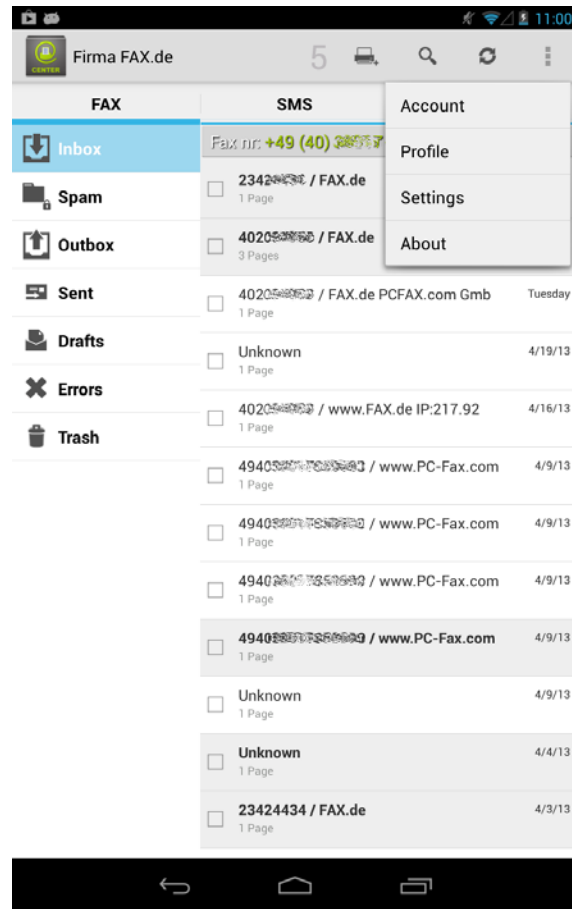 11:00
CENTER
Firma FAX.de
5
FAX
SMS
Account
Profile
Settings
About
Inbox
Spam
Outbox
Sent
Drafts
Errors
Trash
Fax nr: +49 (40)
/ FAX.de
1 Page
/ FAX.de
3 Pages
/ FAX.de PCFAX.com Gmb
Tuesday
1 Page
Unknown
4/19/13
1 Page
/ www.FAX.de IP:217.92
4/16/13
1 Page
/ www.PC-Fax.com
4/9/13
1 Page
/ www.PC-Fax.com
4/9/13
1 Page
/ www.PC-Fax.com
4/9/13
1 Page
/ www.PC-Fax.com
4/9/13
1 Page
Unknown
4/9/13
1 Page
Unknown
4/4/13
1 Page
23424434 / FAX.de
4/3/13
1 Page